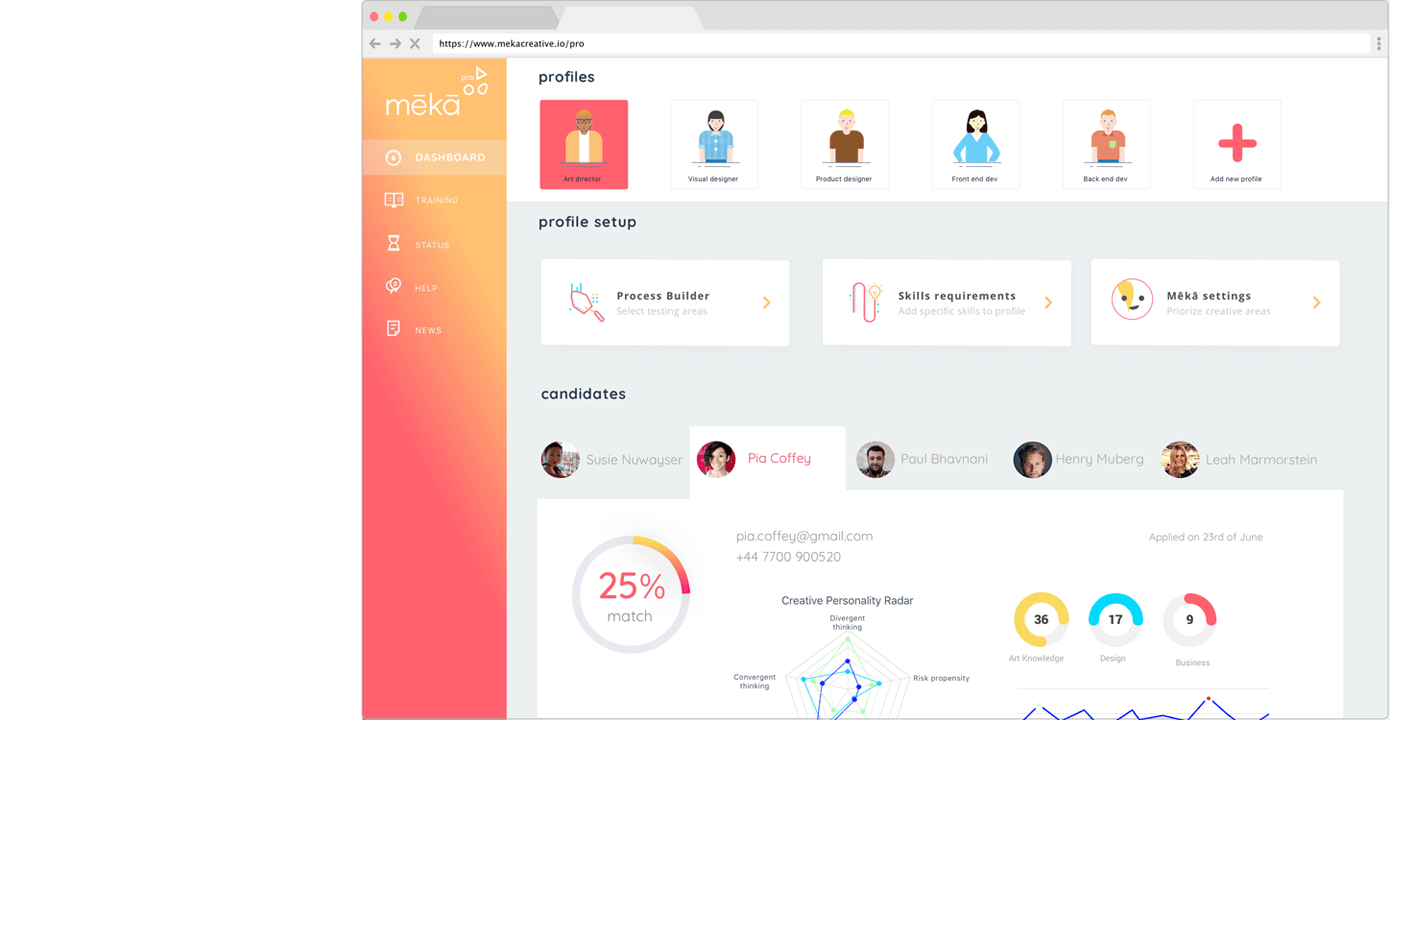 https://www.mekacreative.io/pro
pro
mēkā
DASHBOARD
TRAINING
STATUS
HELP
NEWS
profiles
Art director
Visual designer
Product designer
Front end dev
Back end dev
Add new profile
profile setup
Process Builder
Select testing areas
Skills requirements
Add specific skills to profile
Mēkā settings
Priorize creative areas
candidates
Susie Nuwayser
Pia Coffey
Paul Bhavnani
Henry Muberg
Leah Marmorstein
25%
match
pia.coffey@gmail.com
+44 7700 900520
Applied on 23rd of June
Creative Personality Radar
Divergent
thinking
Convergent
thinking
Risk propensity
36
Art Knowledge
17
Design
9
Business